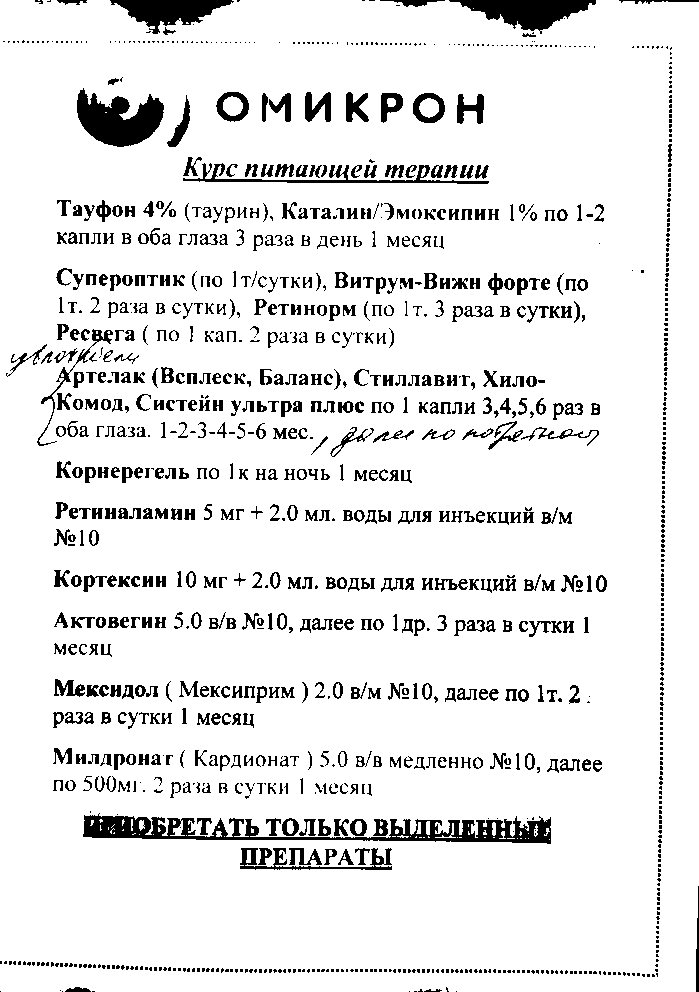 ОМИКРОН
Курс питающей терапии
Тауфон 4% (таурин), Каталин/Эмоксипин 1% по 1-2
капли в оба глаза 3 раза в день 1 месяц
Супероптик (по 1т/сутки), Витрум-Вижн форте (по
1т. 2 раза в сутки), Ретинорм (по 1т. 3 раза в сутки),
Ресвега ( по 1 кап. 2 раза в сутки)
Артелак (Всплеск, Баланс), Стиллавит, Хило-
Комод, Систейн ультра плюс по 1 капли 3,4,5,6 раз в
оба глаза. 1-2-3-4-5-6 мес., далее по
Корнерегель по 1к на ночь 1 месяц
Ретиналамин 5 мг + 2.0 мл. воды для инъекций в/м
№10
Кортексин 10 мг + 2.0 мл. воды для инъекций в/м №10
Актовегин 5.0 в/в №10, далее по 1др. 3 раза в сутки 1
месяц
Мексидол ( Мексиприм ) 2.0 в/м №10, далее по 1т. 2
раза в сутки 1 месяц
Милдронат ( Кардионат ) 5.0 в/в медленно №10, далее
по 500мг. 2 раза в сутки 1 месяц
ПРИОБРЕТАТЬ ТОЛЬКО ВЫДЕЛЕННЫЕ
ПРЕПАРАТЫ